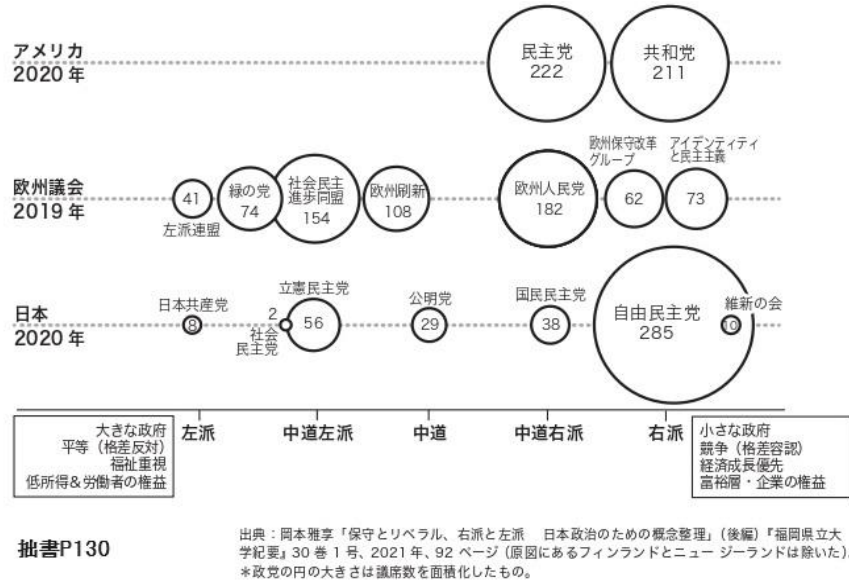 アメリカ
2020年
民主党
222
共和党
211
欧州議会
2019年
41
左派連盟
緑の党
74
社会民主
進歩同盟
154
欧州刷新
108
欧州人民党
182
欧州保守改革
グループ
62
アイデンティティ
と民主主義
73
日本
2020年
日本共産党
8
2
社会
民主党
立憲民主党
56
公明党
29
国民民主党
38
自由民主党
285
維新の会
10
左派
中道左派
中道
中道右派
右派
大きな政府
平等（格差反対）
福祉重視
低所得&労働者の権益
小さな政府
競争（格差容認）
経済成長優先
富裕層・企業の権益
拙書P130
出典：岡本雅享「保守とリベラル、右派と左派　日本政治のための概念整理」（後編）『福岡県立大
学紀要』30巻1号、2021年、92ページ（原図にあるフィンランドとニュージーランドは除いた）。
＊政党の円の大きさは議席数を面積化したもの。